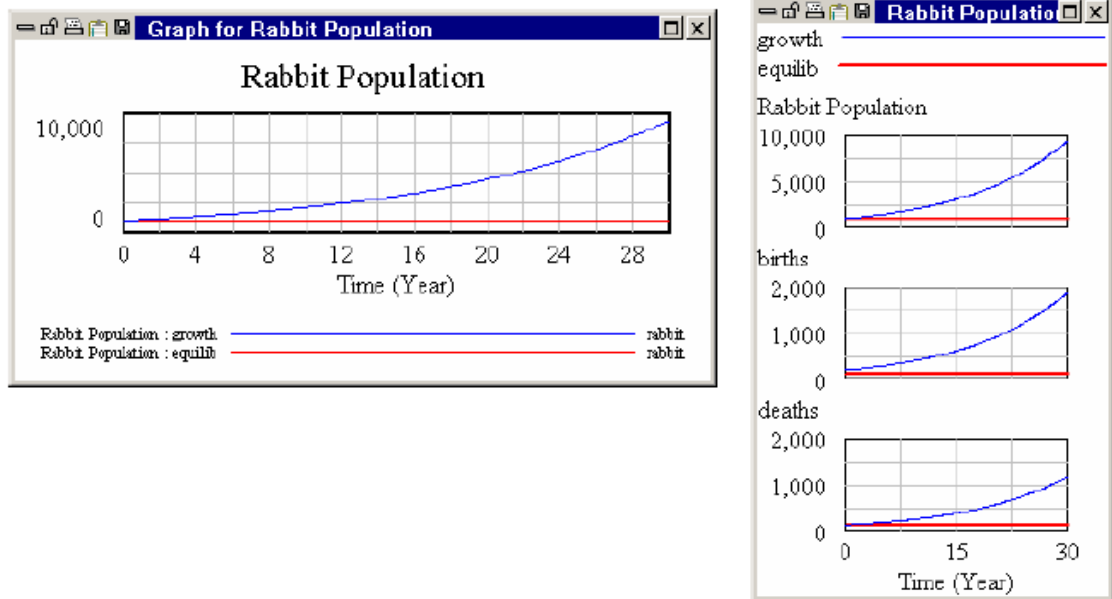 Graph for Rabbit Population
Rabbit Population
10,000
0
0 4 8 12 16 20 24 28
Time (Year)
Rabbit Population : growth rabbit
Rabbit Population : equilib rabbit
Rabbit Populatio
growth
equilib
Rabbit Population
10,000
5,000
0
births
2,000
1,000
0
deaths
2,000
1,000
0
0 15 30
Time (Year)